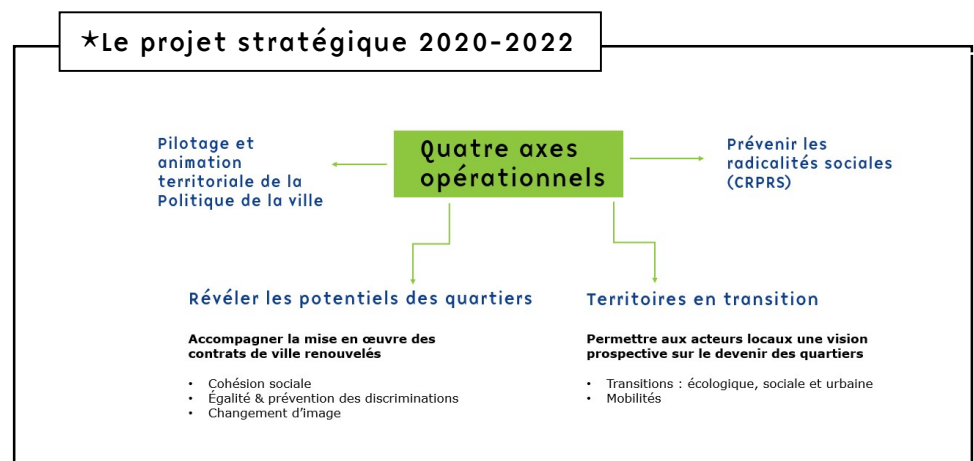 *Le projet stratégique 2020-2022
Quatre axes
opérationnels
Pilotage et
animation
territoriale de la
Politique de la ville
Prévenir les
radicalités sociales
(CRPRS)
Révéler les potentiels des quartiers
Accompagner la mise en œuvre des
contrats de ville renouvelés
• Cohésion sociale
• Égalité & prévention des discriminations
• Changement d’image
Territoires en transition
Permettre aux acteurs locaux une vision
prospective sur le devenir des quartiers
• Transitions : écologique, sociale et urbaine
• Mobilités